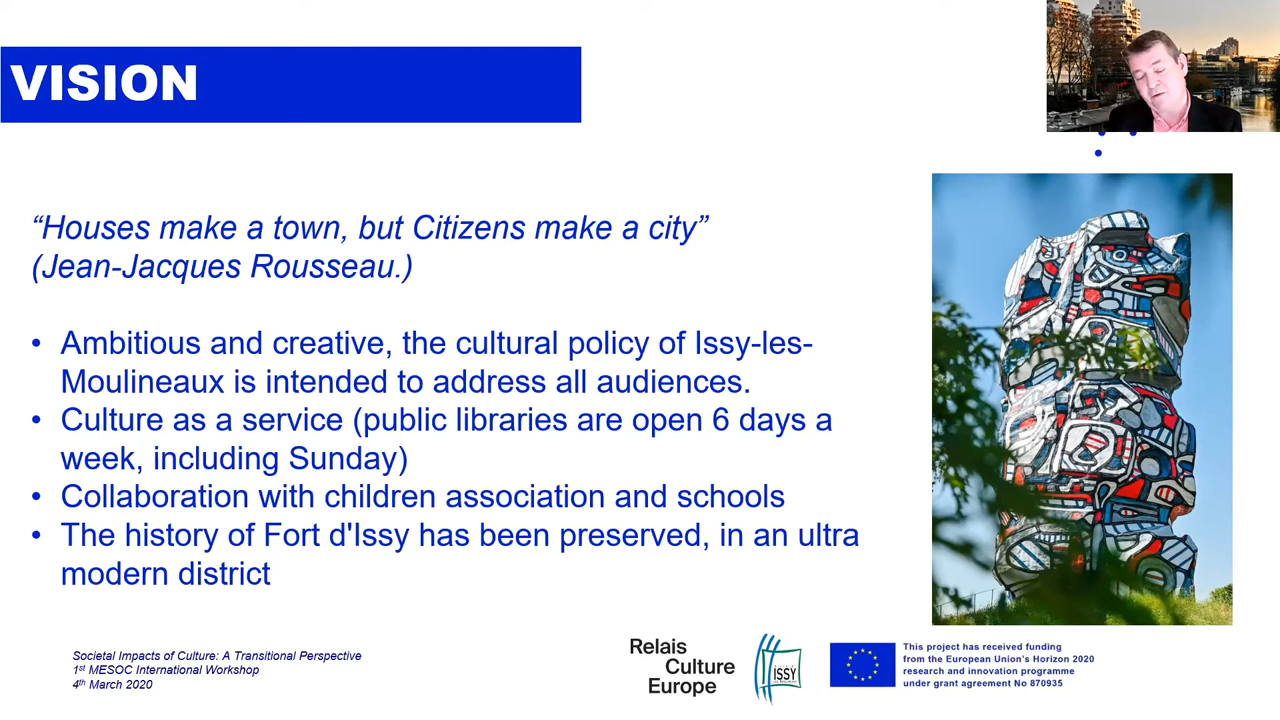 VISION
“Houses make a town, but Citizens make a city”
(Jean-Jacques Rousseau.)
• Ambitious and creative, the cultural policy of Issy-les-
Moulineaux is intended to address all audiences.
• Culture as a service (public libraries are open 6 days a
week, including Sunday)
• Collaboration with children association and schools
• The history of Fort d'Issy has been preserved, in an ultra
modern district
Societal Impacts of Culture: A Transitional Perspective
1st MESOC International Workshop
4th March 2020
Relais
Culture
Europe
ISSY
This project has received funding
from the European Union's Horizon 2020
research and innovation programme
under grant agreement No 870935